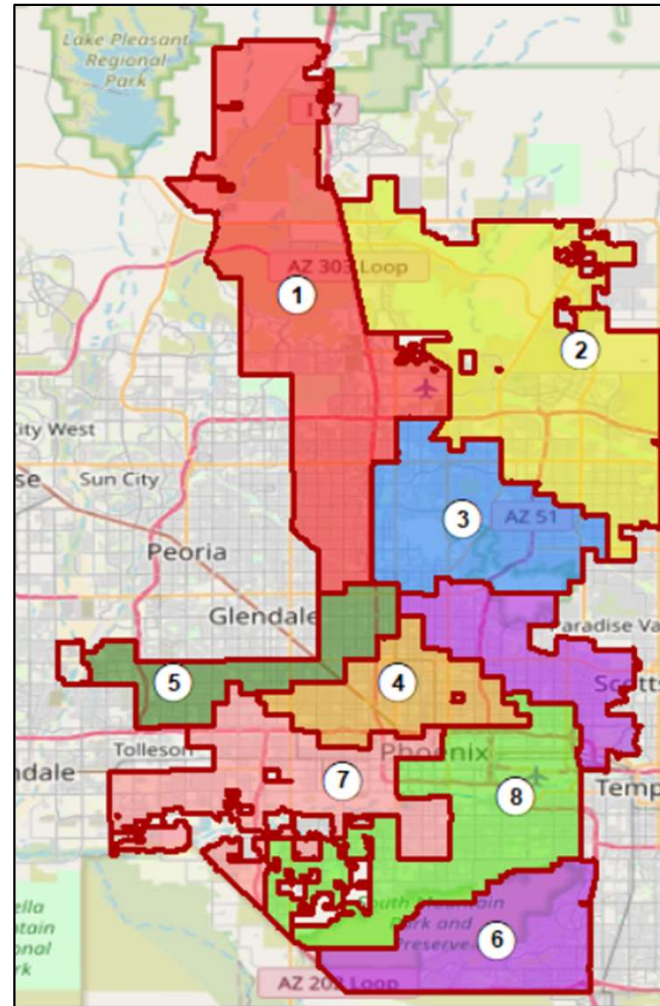 Lake Pleasant
Regional
Park
I 17
AZ 303 Loop
1
2
City West
Sun City
3
AZ 51
Peoria
Glendale
Paradise Va
5
4
Scotts
Tolleson
Phoenix
ndale
7
8
Temp
South Mountain
Park and
Preserve
ella
ntain
onal
rk
6
AZ 202 Loop